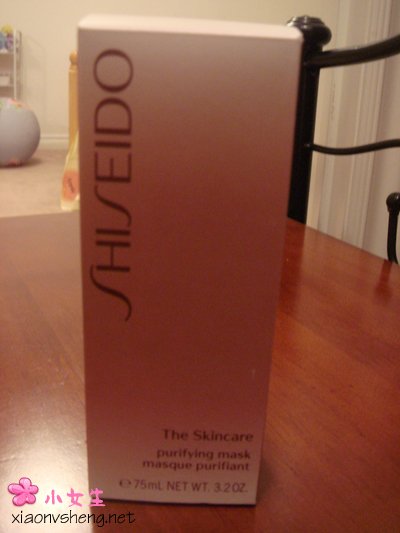 SHISEIDO
The Skincare
purifying mask
masque purifiant
℮75mL NET WT. 3.2 OZ.
小女生
xiaonvsheng.net